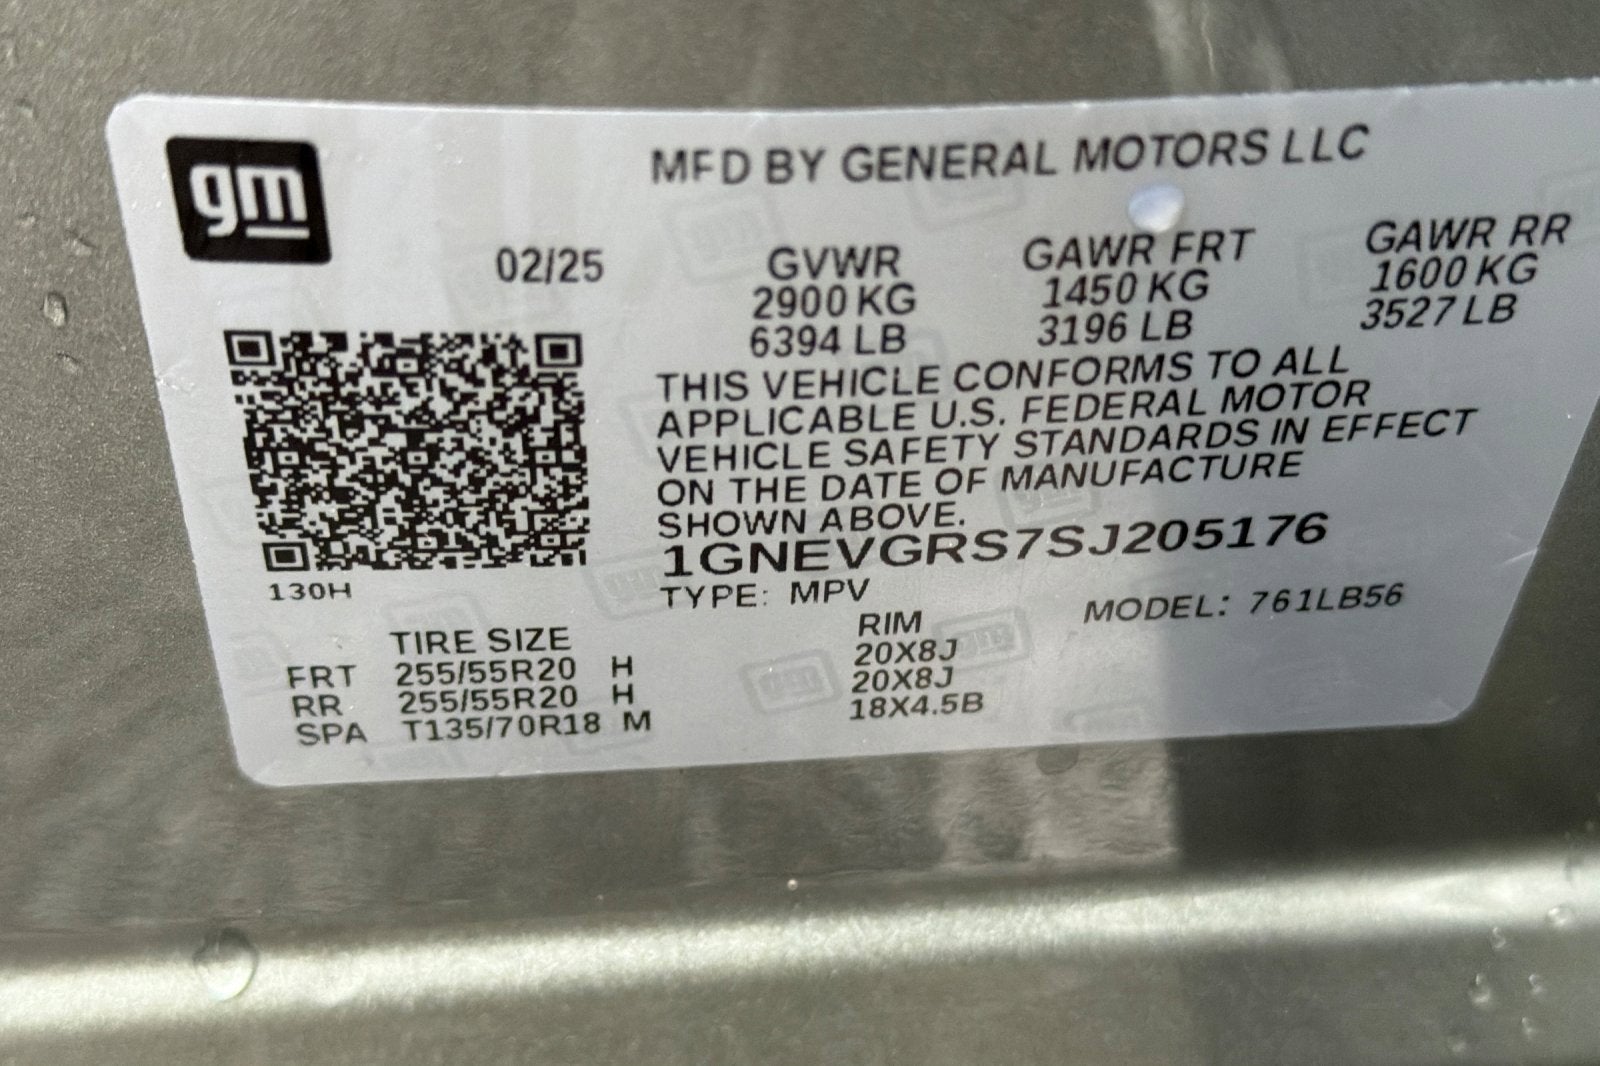 gm
MFD BY GENERAL MOTORS LLC
02/25
GVWR
2900 KG
6394 LB
GAWR FRT
1450 KG
3196 LB
GAWR RR
1600 KG
3527 LB
THIS VEHICLE CONFORMS TO ALL
APPLICABLE U.S. FEDERAL MOTOR
VEHICLE SAFETY STANDARDS IN EFFECT
ON THE DATE OF MANUFACTURE
SHOWN ABOVE.
1GNEVGRS7SJ205176
TYPE: MPV
MODEL: 761LB56
130H
TIRE SIZE RIM
FRT 255/55R20 H 20X8J
RR 255/55R20 H 20X8J
SPA T135/70R18 M 18X4.5B